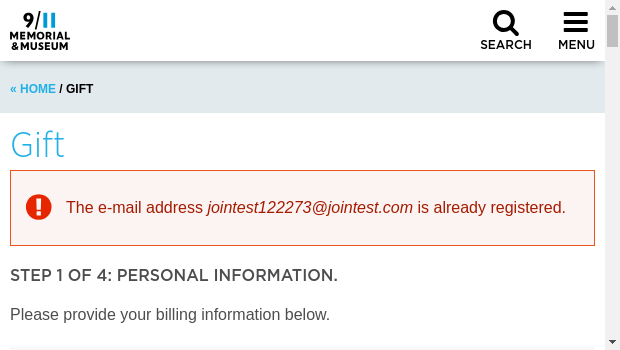 9/11
MEMORIAL
& MUSEUM
SEARCH
MENU
« HOME / GIFT
Gift
The e-mail address jointest122273@jointest.com is already registered.
STEP 1 OF 4: PERSONAL INFORMATION.
Please provide your billing information below.